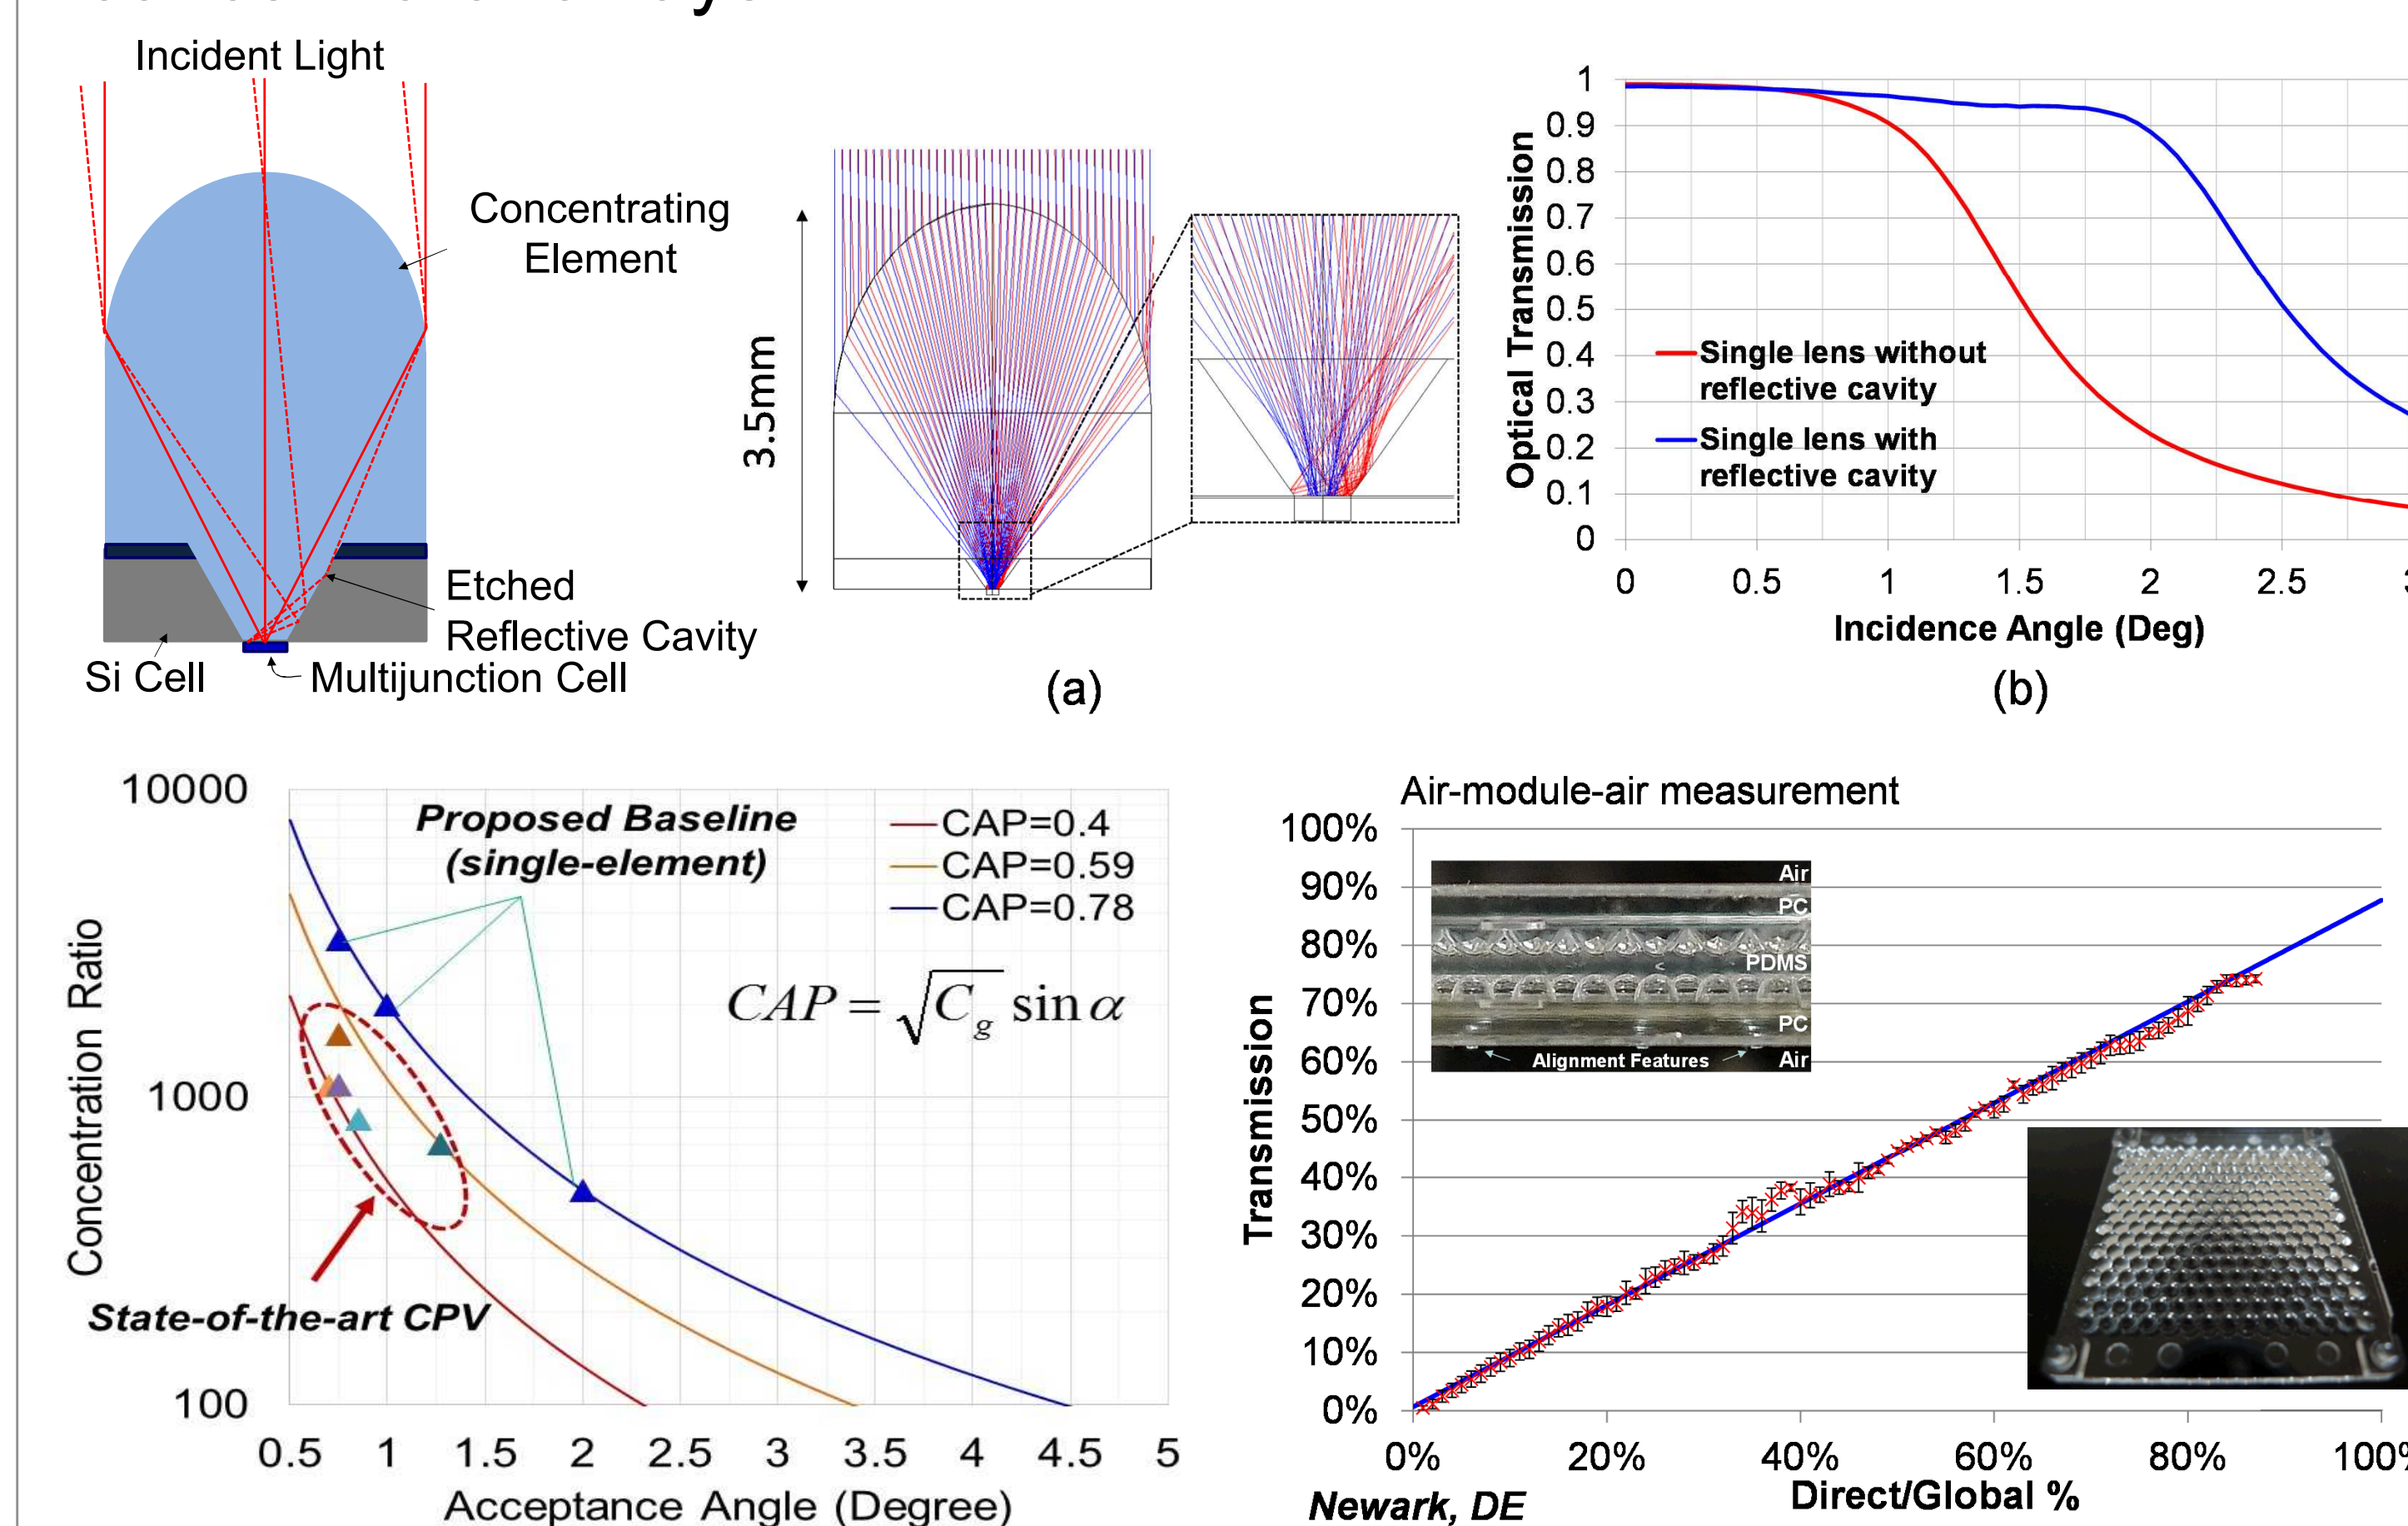 Incident Light
Concentrating
Element
Etched
Reflective Cavity
Si Cell
Multijunction Cell
3.5mm
(a)
1
0.9
0.8
0.7
0.6
0.5
0.4
0.3
0.2
0.1
0
Optical Transmission
Single lens without
reflective cavity
Single lens with
reflective cavity
0 0.5 1 1.5 2 2.5
Incidence Angle (Deg)
(b)
10000
1000
100
Concentration Ratio
Proposed Baseline
(single-element)
CAP=0.4
CAP=0.59
CAP=0.78
CAP = √C_g sin α
State-of-the-art CPV
0.5 1 1.5 2 2.5 3 3.5 4 4.5 5
Acceptance Angle (Degree)
Air-module-air measurement
100%
90%
80%
70%
60%
50%
40%
30%
20%
10%
0%
Transmission
Air
PC
PDMS
PC
Alignment Features
Air
0% 20% 40% 60% 80% 100%
Direct/Global %
Newark, DE